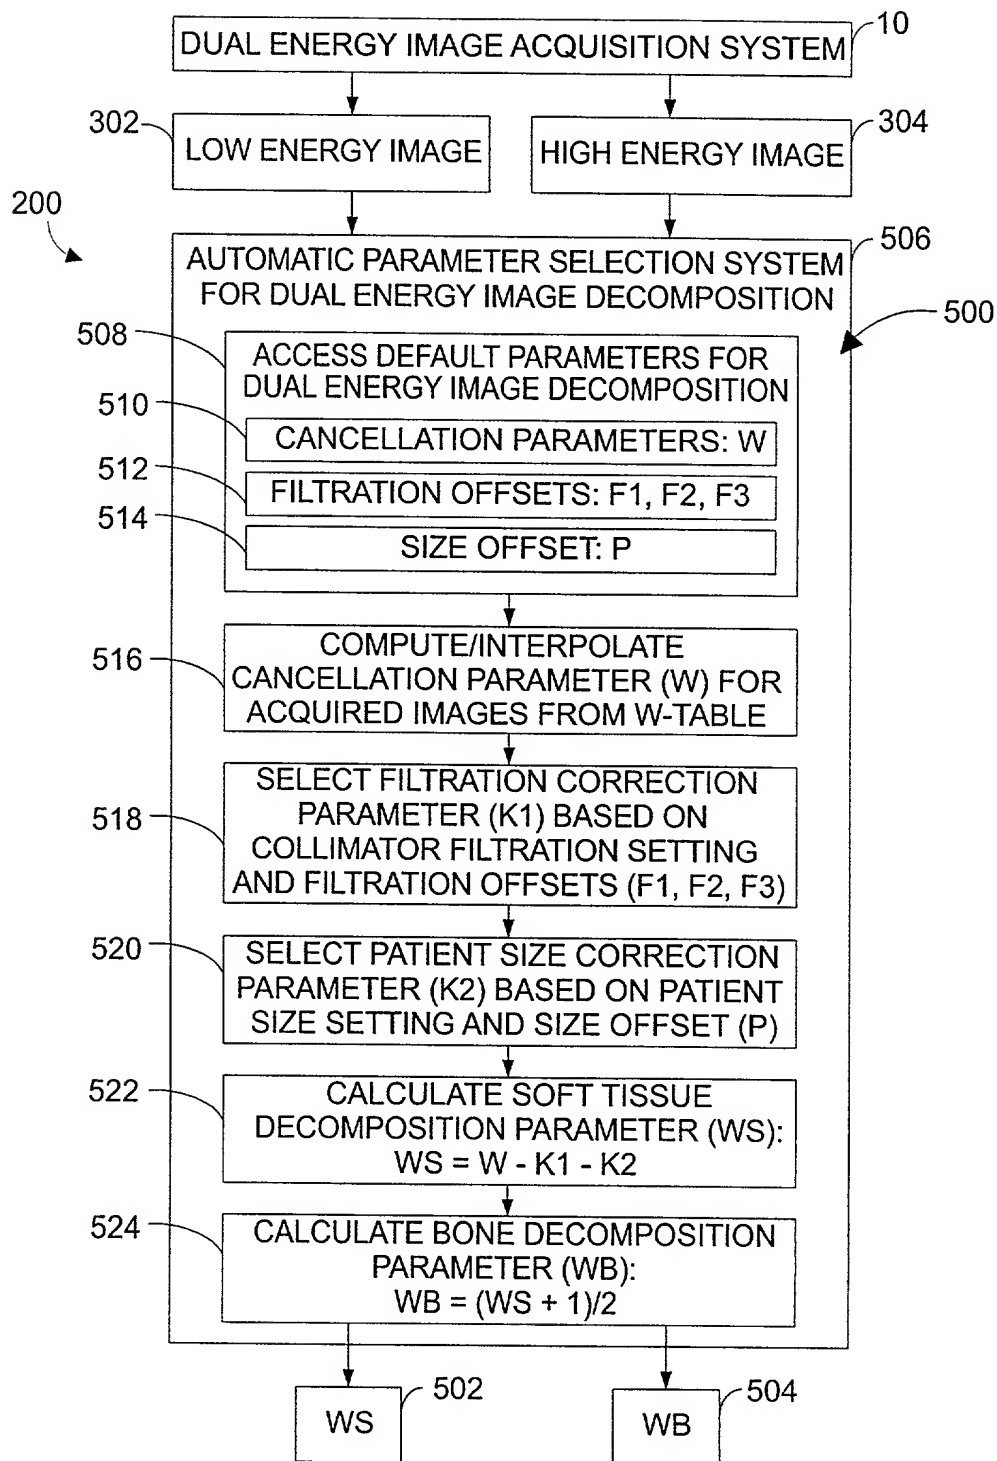 DUAL ENERGY IMAGE ACQUISITION SYSTEM
10
302
LOW ENERGY IMAGE
HIGH ENERGY IMAGE
304
200
506
AUTOMATIC PARAMETER SELECTION SYSTEM
FOR DUAL ENERGY IMAGE DECOMPOSITION
500
508
ACCESS DEFAULT PARAMETERS FOR
DUAL ENERGY IMAGE DECOMPOSITION
510
CANCELLATION PARAMETERS: W
512
FILTRATION OFFSETS: F1, F2, F3
514
SIZE OFFSET: P
516
COMPUTE/INTERPOLATE
CANCELLATION PARAMETER (W) FOR
ACQUIRED IMAGES FROM W-TABLE
518
SELECT FILTRATION CORRECTION
PARAMETER (K1) BASED ON
COLLIMATOR FILTRATION SETTING
AND FILTRATION OFFSETS (F1, F2, F3)
520
SELECT PATIENT SIZE CORRECTION
PARAMETER (K2) BASED ON PATIENT
SIZE SETTING AND SIZE OFFSET (P)
522
CALCULATE SOFT TISSUE
DECOMPOSITION PARAMETER (WS):
WS = W - K1 - K2
524
CALCULATE BONE DECOMPOSITION
PARAMETER (WB):
WB = (WS + 1)/2
502
WS
504
WB